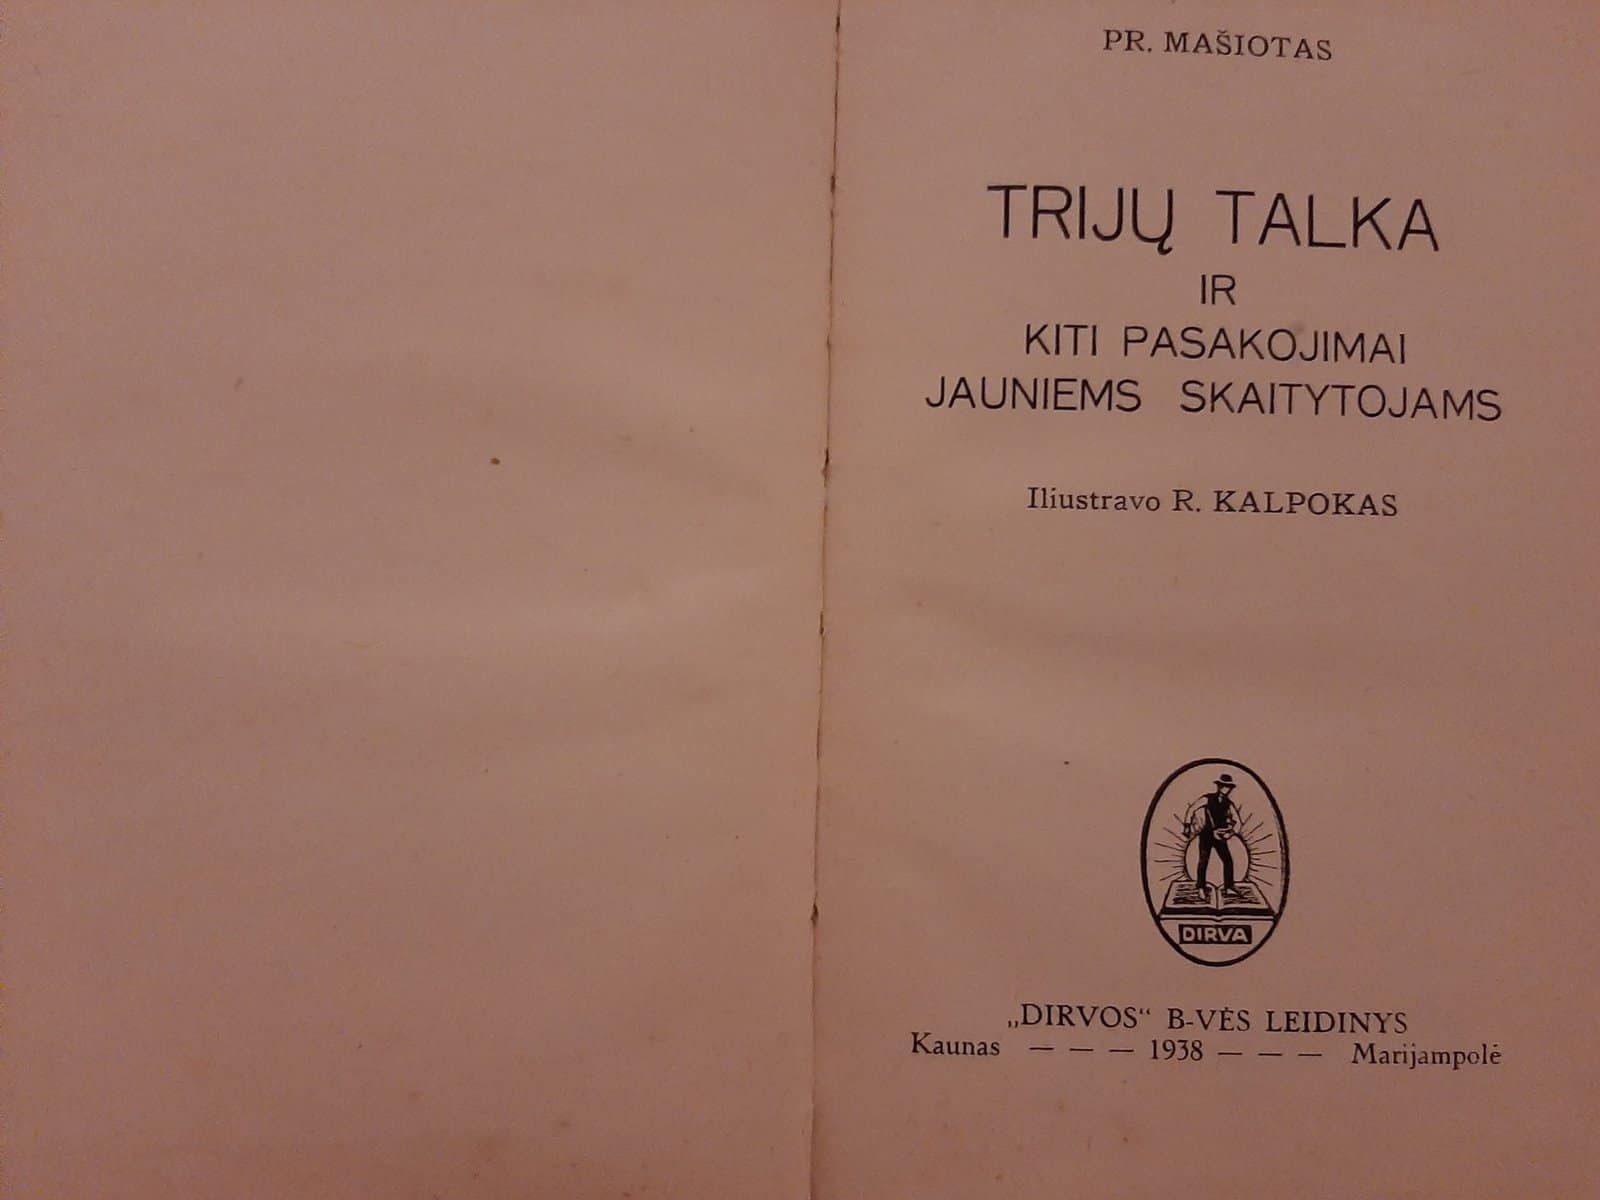 PR. MAŠIOTAS
TRIJŲ TALKA
IR
KITI PASAKOJIMAI
JAUNIEMS SKAITYTOJAMS
Iliustravo R. KALPOKAS
DIRVA
„DIRVOS“ B-VĖS LEIDINYS
Kaunas — — — 1938 — — — Marijampolė